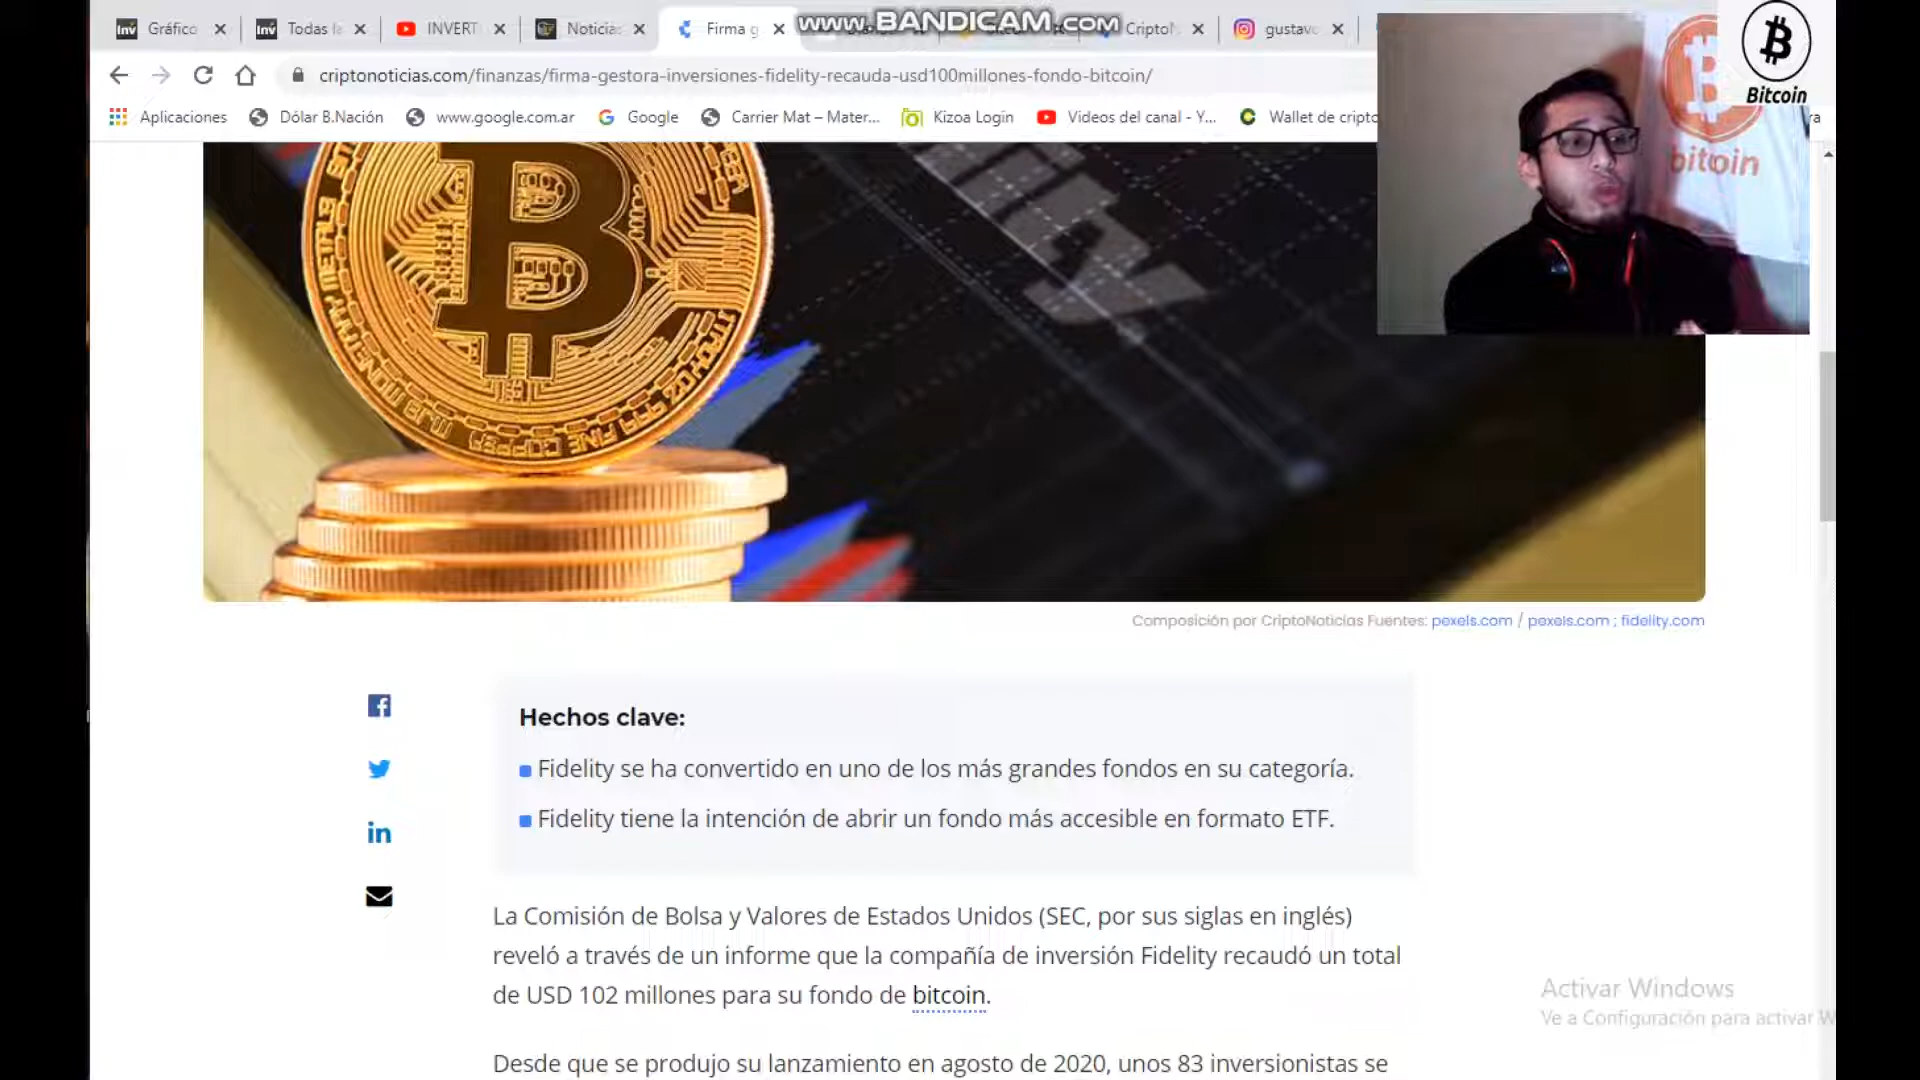 Gráfico
Todas la
INVERT
Noticias
Firma g
www.BANDICAM.com
Cripto
gustavo
criptonoticias.com/finanzas/firma-gestora-inversiones-fidelity-recauda-usd100millones-fondo-bitcoin/
Aplicaciones
Dólar B.Nación
www.google.com.ar
Google
Carrier Mat – Mater...
Kizoa Login
Videos del canal - Y...
Wallet de cripto
ra
Bitcoin
bitcoin
Composición por CriptoNoticias Fuentes: pexels.com / pexels.com ; fidelity.com
Hechos clave:
Fidelity se ha convertido en uno de los más grandes fondos en su categoría.
Fidelity tiene la intención de abrir un fondo más accesible en formato ETF.
La Comisión de Bolsa y Valores de Estados Unidos (SEC, por sus siglas en inglés)
reveló a través de un informe que la compañía de inversión Fidelity recaudó un total
de USD 102 millones para su fondo de bitcoin.
Desde que se produjo su lanzamiento en agosto de 2020, unos 83 inversionistas se
Activar Windows
Ve a Configuración para activar W